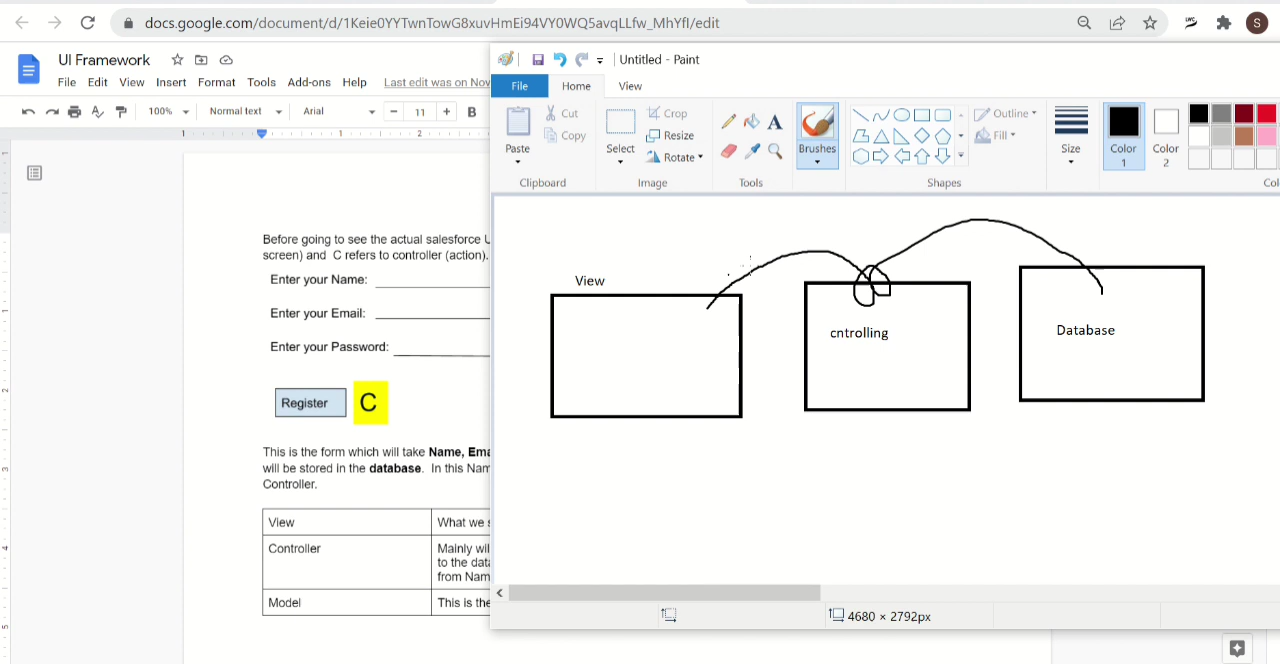 docs.google.com/document/d/1Keie0YYTwnTowG8xuvHmEi94VY0WQ5avqLLfw_MhYfI/edit
S
UI Framework
File Edit View Insert Format Tools Add-ons Help Last edit was on Nov
100% Normal text Arial 11 B
1 1 2
Before going to see the actual salesforce U
screen) and C refers to controller (action).
Enter your Name:
Enter your Email:
Enter your Password:
Register C
This is the form which will take Name, Ema
will be stored in the database. In this Nam
Controller.
View What we s
Controller Mainly wil
to the data
from Nam
Model This is the
Untitled - Paint
File Home View
Paste Cut Copy
Select Crop Resize Rotate
Brushes
Outline Fill
Size Color 1 Color 2
Clipboard Image Tools Shapes Col
View
cntrolling
Database
4680 × 2792px